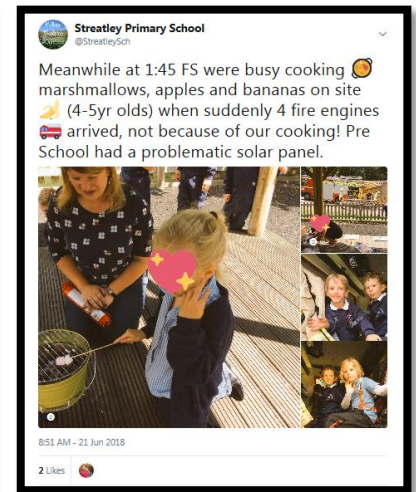 Streatley Primary School
@StreatleySch
Meanwhile at 1:45 FS were busy cooking 🥘
marshmallows, apples and bananas on site
🍌 (4-5yr olds) when suddenly 4 fire engines
🚒 arrived, not because of our cooking! Pre
School had a problematic solar panel.
8:51 AM - 21 Jun 2018
2 Likes